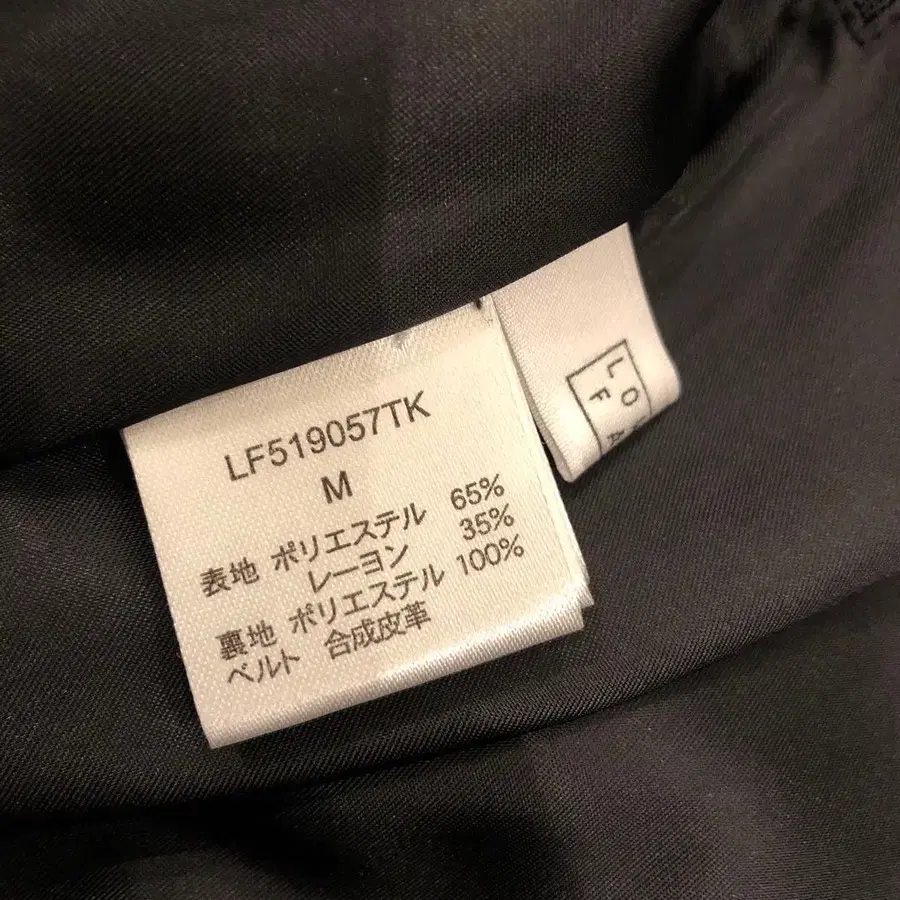 LF519057TK
M
表地 ポリエステル 65%
レーヨン 35%
裏地 ポリエステル 100%
ベルト 合成皮革
LO
F